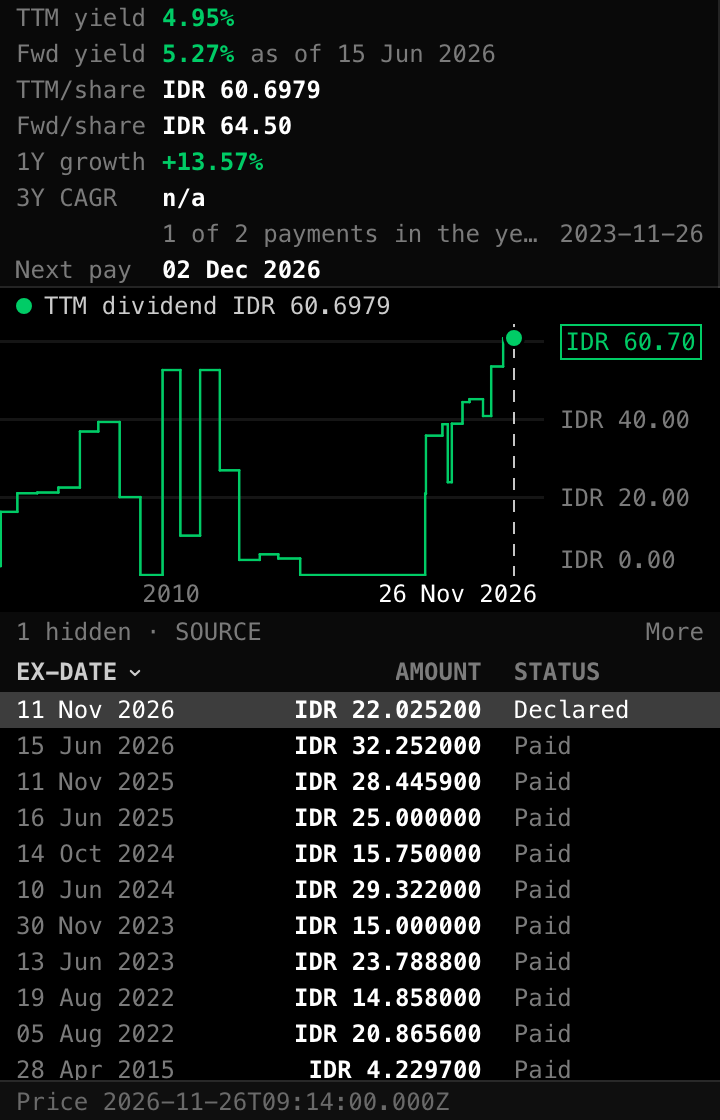 TTM yield 4.95%
Fwd yield 5.27% as of 15 Jun 2026
TTM/share IDR 60.6979
Fwd/share IDR 64.50
1Y growth +13.57%
3Y CAGR n/a
1 of 2 payments in the ye… 2023-11-26
Next pay 02 Dec 2026
TTM dividend IDR 60.6979
IDR 60.70
IDR 40.00
IDR 20.00
IDR 0.00
2010 26 Nov 2026
1 hidden · SOURCE More
EX-DATE AMOUNT STATUS
11 Nov 2026 IDR 22.025200 Declared
15 Jun 2026 IDR 32.252000 Paid
11 Nov 2025 IDR 28.445900 Paid
16 Jun 2025 IDR 25.000000 Paid
14 Oct 2024 IDR 15.750000 Paid
10 Jun 2024 IDR 29.322000 Paid
30 Nov 2023 IDR 15.000000 Paid
13 Jun 2023 IDR 23.788800 Paid
19 Aug 2022 IDR 14.858000 Paid
05 Aug 2022 IDR 20.865600 Paid
28 Apr 2015 IDR 4.229700 Paid
Price 2026-11-26T09:14:00.000Z